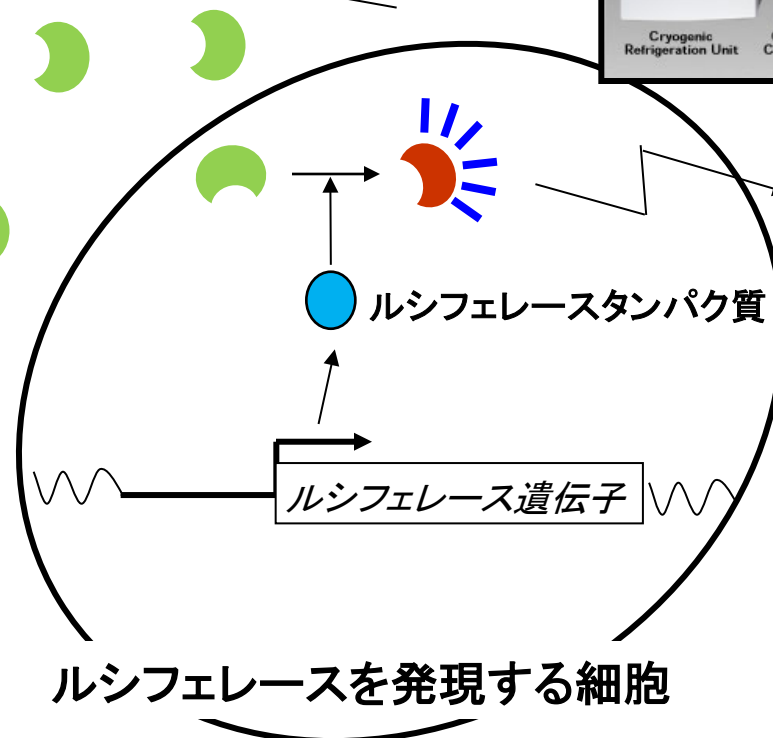 Cryogenic
Refrigeration Unit
ルシフェレースタンパク質
ルシフェレース遺伝子
ルシフェレースを発現する細胞